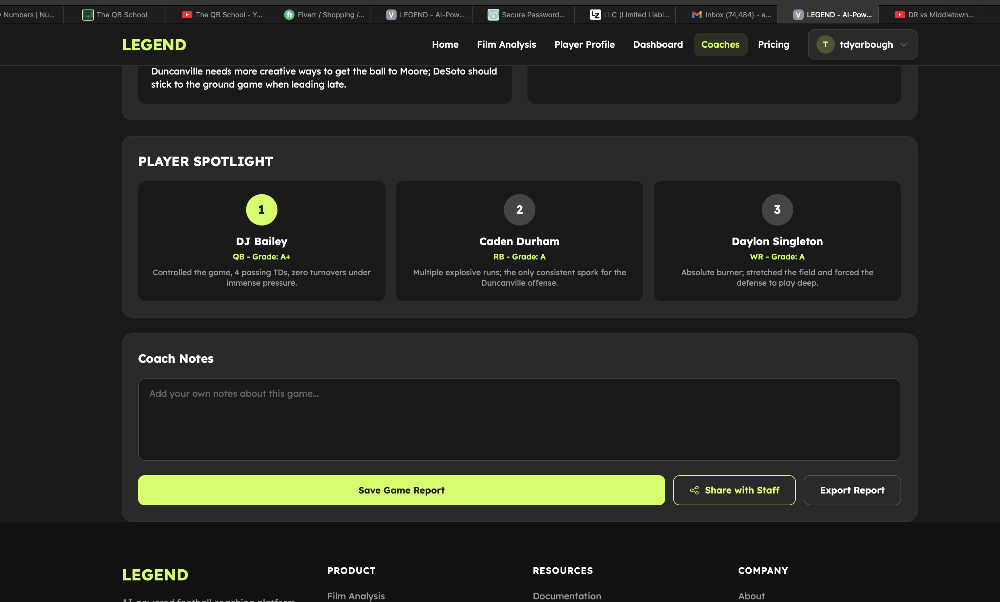 y Numbers | Nu...
The QB School
The QB School - Y...
Fiverr / Shopping /...
LEGEND - AI-Pow...
Secure Password...
LLC (Limited Liabi...
Inbox (74,484) - e...
LEGEND - AI-Pow...
DR vs Middletown...
LEGEND
Home
Film Analysis
Player Profile
Dashboard
Coaches
Pricing
T
tdyarbough
Duncanville needs more creative ways to get the ball to Moore; DeSoto should
stick to the ground game when leading late.
PLAYER SPOTLIGHT
1
DJ Bailey
QB - Grade: A+
Controlled the game, 4 passing TDs, zero turnovers under
immense pressure.
2
Caden Durham
RB - Grade: A
Multiple explosive runs; the only consistent spark for the
Duncanville offense.
3
Daylon Singleton
WR - Grade: A
Absolute burner; stretched the field and forced the
defense to play deep.
Coach Notes
Add your own notes about this game...
Save Game Report
Share with Staff
Export Report
LEGEND
AI-powered football coaching platform
PRODUCT
Film Analysis
RESOURCES
Documentation
COMPANY
About